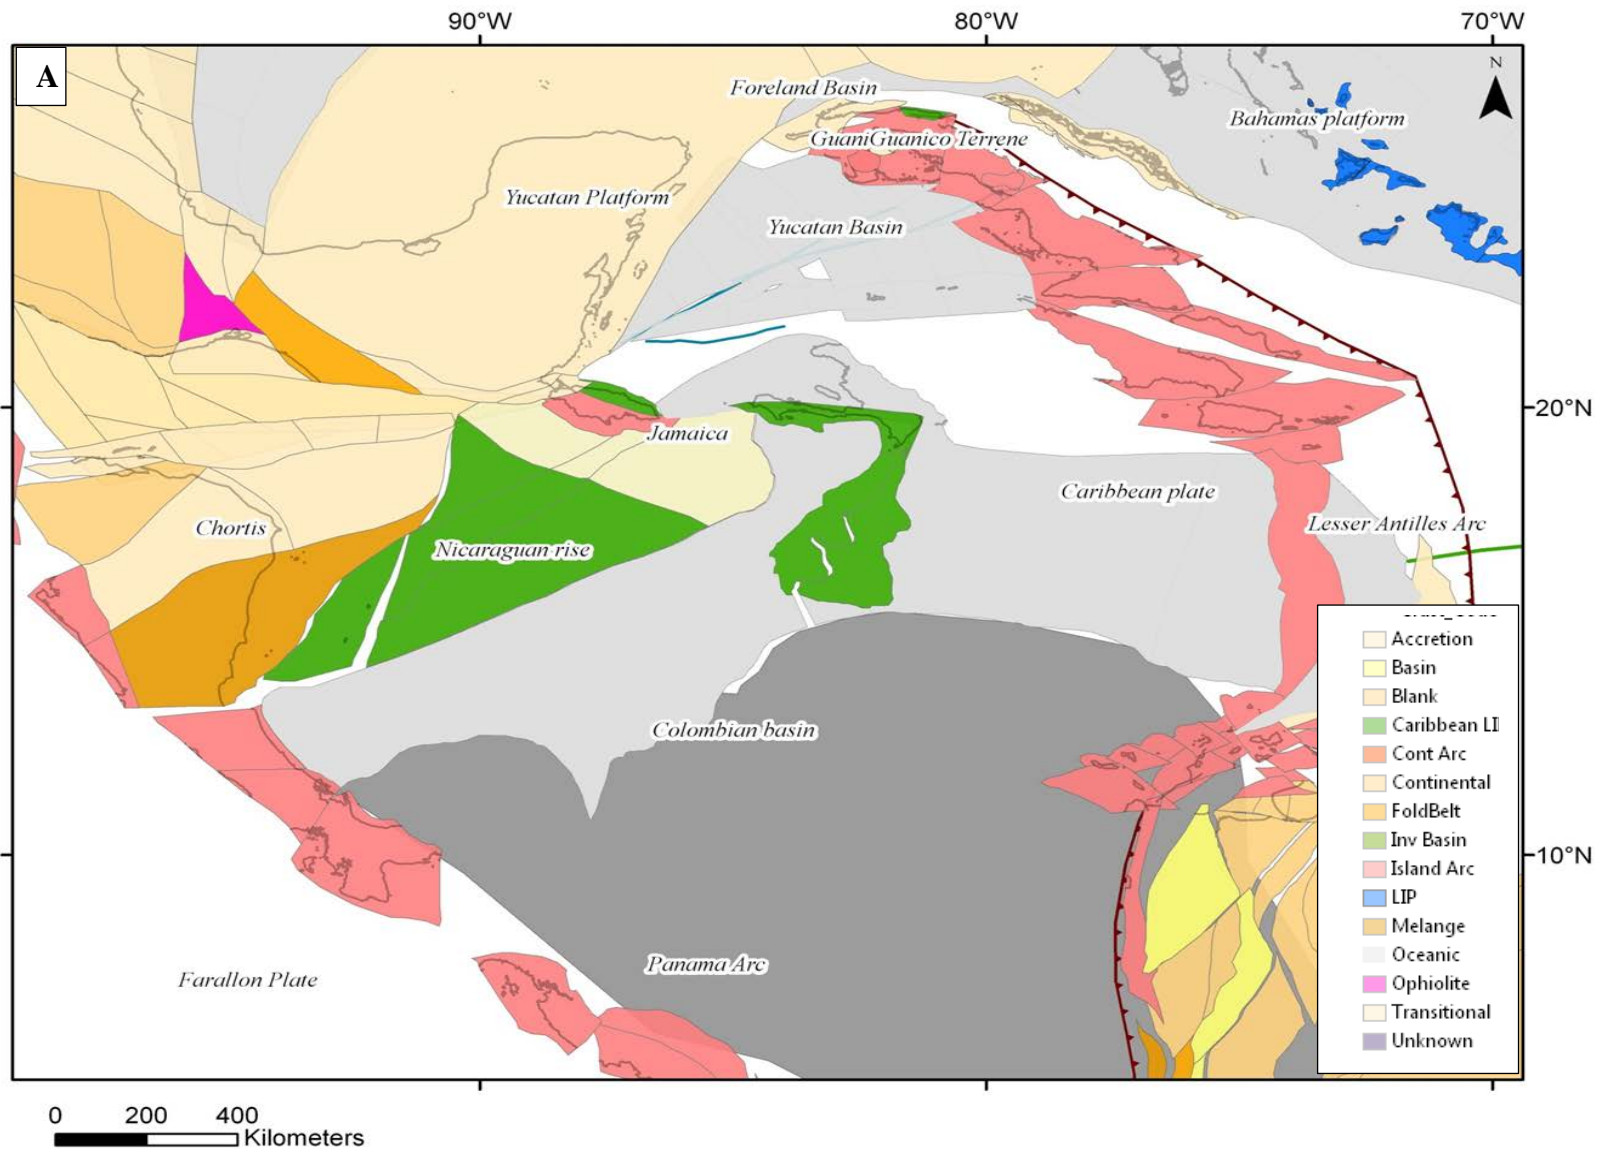 90°W 80°W 70°W
A
N
Foreland Basin
Bahamas platform
GuaniGuanico Terrene
Yucatan Platform
Yucatan Basin
20°N
Jamaica
Caribbean plate
Chortis
Lesser Antilles Arc
Nicaraguan rise
Colombian basin
10°N
Panama Arc
Farallon Plate
Accretion
Basin
Blank
Caribbean LI
Cont Arc
Continental
FoldBelt
Inv Basin
Island Arc
LIP
Melange
Oceanic
Ophiolite
Transitional
Unknown
0 200 400
Kilometers